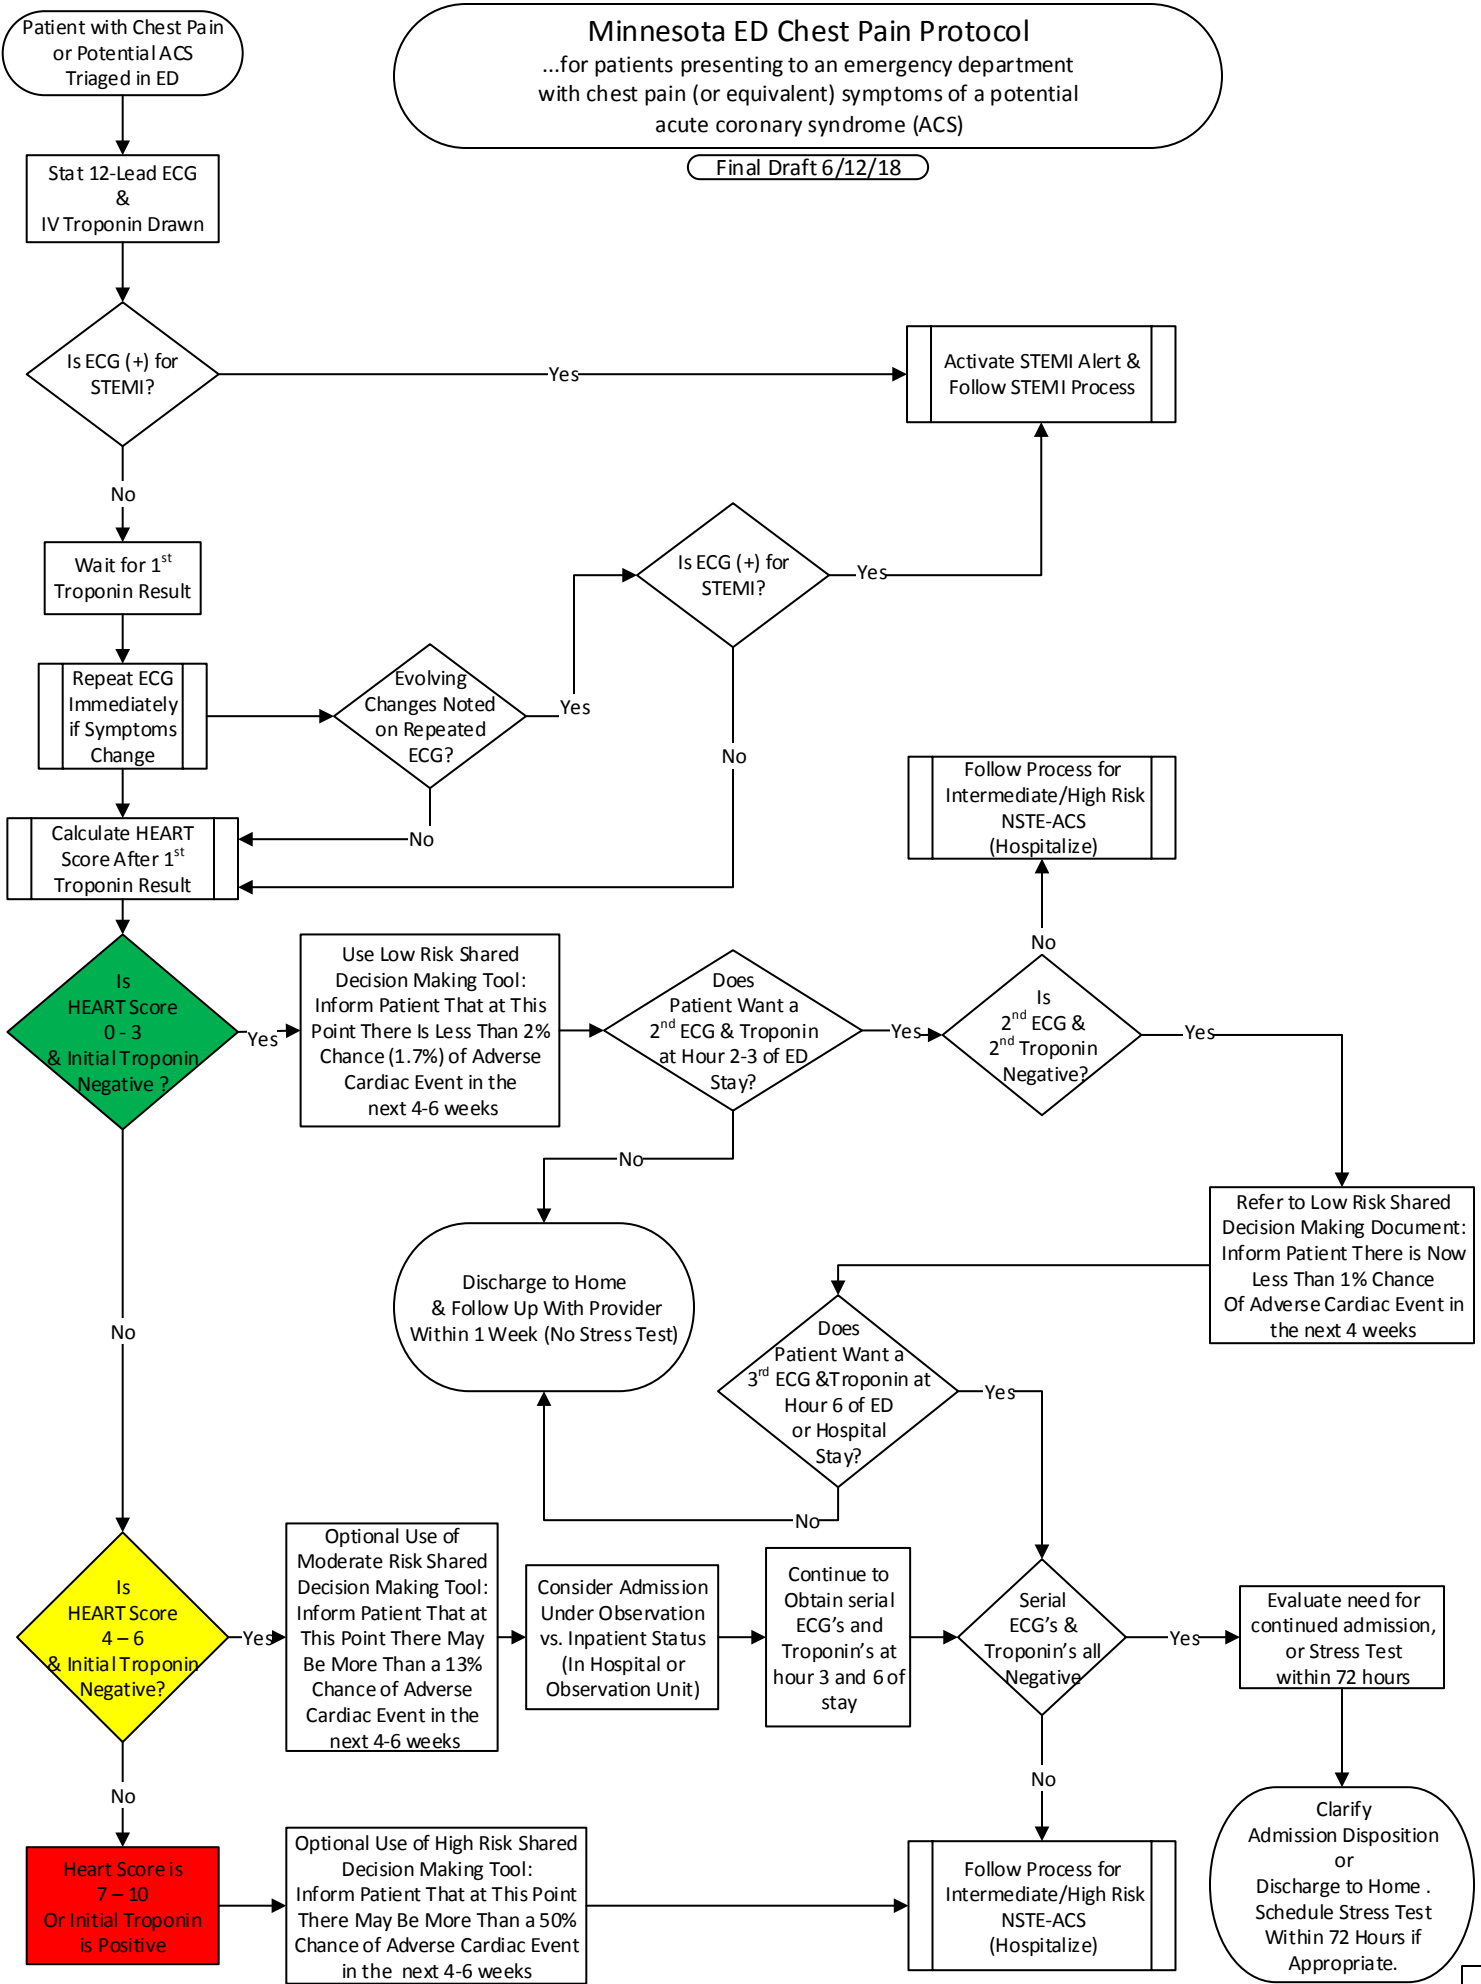 Patient with Chest Pain
or Potential ACS
Triaged in ED
Minnesota ED Chest Pain Protocol
...for patients presenting to an emergency department
with chest pain (or equivalent) symptoms of a potential
acute coronary syndrome (ACS)
Final Draft 6/12/18
Stat 12-Lead ECG
&
IV Troponin Drawn
Is ECG (+) for
STEMI?
Yes
Activate STEMI Alert &
Follow STEMI Process
No
Wait for 1st
Troponin Result
Is ECG (+) for
STEMI?
Yes
Repeat ECG
Immediately
if Symptoms
Change
Evolving
Changes Noted
on Repeated
ECG?
Yes
No
No
Calculate HEART
Score After 1st
Troponin Result
Follow Process for
Intermediate/High Risk
NSTE-ACS
(Hospitalize)
No
Is
HEART Score
0 - 3
& Initial Troponin
Negative ?
Yes
Use Low Risk Shared
Decision Making Tool:
Inform Patient That at This
Point There Is Less Than 2%
Chance (1.7%) of Adverse
Cardiac Event in the
next 4-6 weeks
Does
Patient Want a
2nd ECG & Troponin
at Hour 2-3 of ED
Stay?
Yes
Is
2nd ECG &
2nd Troponin
Negative?
Yes
No
Refer to Low Risk Shared
Decision Making Document:
Inform Patient There is Now
Less Than 1% Chance
Of Adverse Cardiac Event in
the next 4 weeks
Discharge to Home
& Follow Up With Provider
Within 1 Week (No Stress Test)
Does
Patient Want a
3rd ECG &Troponin at
Hour 6 of ED
or Hospital
Stay?
Yes
No
No
Is
HEART Score
4 – 6
& Initial Troponin
Negative?
Yes
Optional Use of
Moderate Risk Shared
Decision Making Tool:
Inform Patient That at
This Point There May
Be More Than a 13%
Chance of Adverse
Cardiac Event in the
next 4-6 weeks
Consider Admission
Under Observation
vs. Inpatient Status
(In Hospital or
Observation Unit)
Continue to
Obtain serial
ECG's and
Troponin's at
hour 3 and 6 of
stay
Serial
ECG's &
Troponin's all
Negative
Yes
Evaluate need for
continued admission,
or Stress Test
within 72 hours
No
No
Heart Score is
7 – 10
Or Initial Troponin
is Positive
Optional Use of High Risk Shared
Decision Making Tool:
Inform Patient That at This Point
There May Be More Than a 50%
Chance of Adverse Cardiac Event
in the next 4-6 weeks
Follow Process for
Intermediate/High Risk
NSTE-ACS
(Hospitalize)
Clarify
Admission Disposition
or
Discharge to Home .
Schedule Stress Test
Within 72 Hours if
Appropriate.